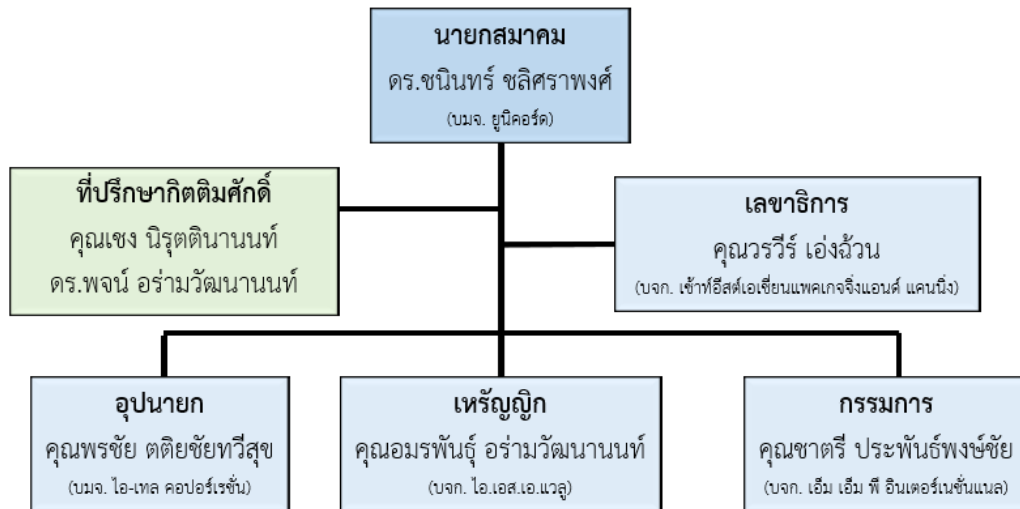 นายกสมาคม
ดร.ชนินทร์ ชลิศราพงศ์
(บมจ. ยูนิคอร์ด)
ที่ปรึกษากิตติมศักดิ์
คุณเชง นิรุตตินานนท์
ดร.พจน์ อร่ามวัฒนานนท์
เลขาธิการ
คุณวรวีร์ เอ่งฉ้วน
(บจก. เซ้าท์อีสต์เอเซี่ยนแพคเกจจิ้งแอนด์ แคนนิ่ง)
อุปนายก
คุณพรชัย ตติยชัยทวีสุข
(บมจ. ไอ-เทล คอปอร์เรชั่น)
เหรัญญิก
คุณอมรพันธุ์ อร่ามวัฒนานนท์
(บจก. ไอ.เอส.เอ.แวลู)
กรรมการ
คุณชาตรี ประพันธ์พงษ์ชัย
(บจก. เอ็ม เอ็ม พี อินเตอร์เนชั่นแนล)